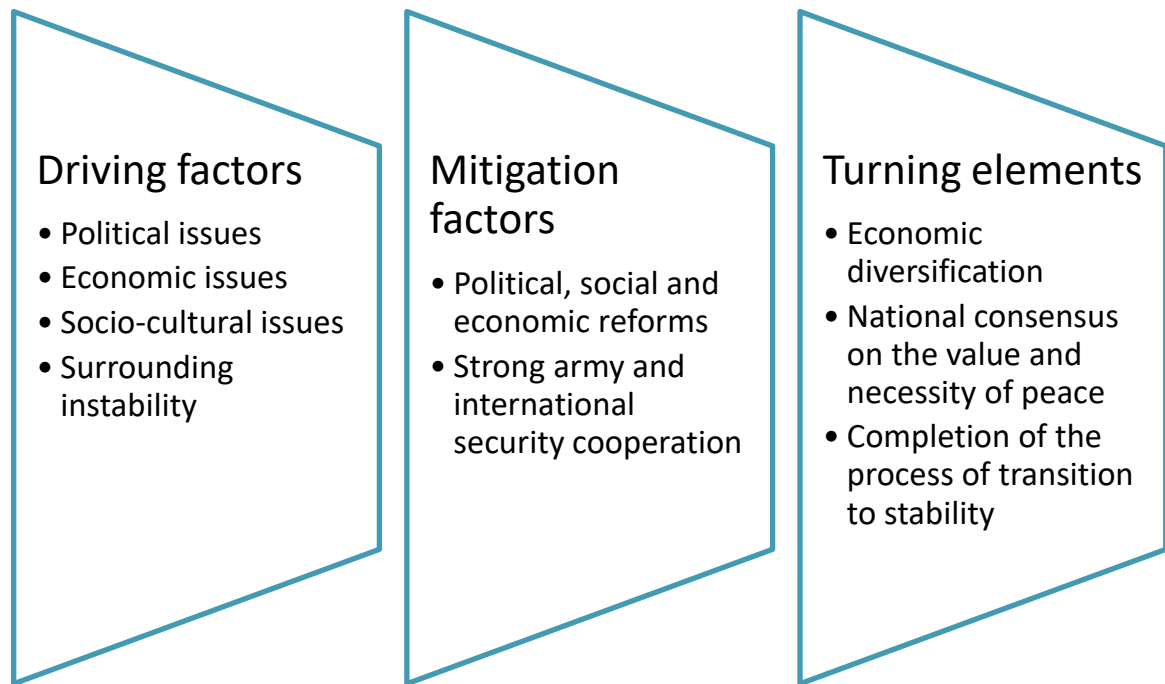 Driving factors
• Political issues
• Economic issues
• Socio-cultural issues
• Surrounding
instability
Mitigation
factors
• Political, social and
economic reforms
• Strong army and
international
security cooperation
Turning elements
• Economic
diversification
• National consensus
on the value and
necessity of peace
• Completion of the
process of transition
to stability